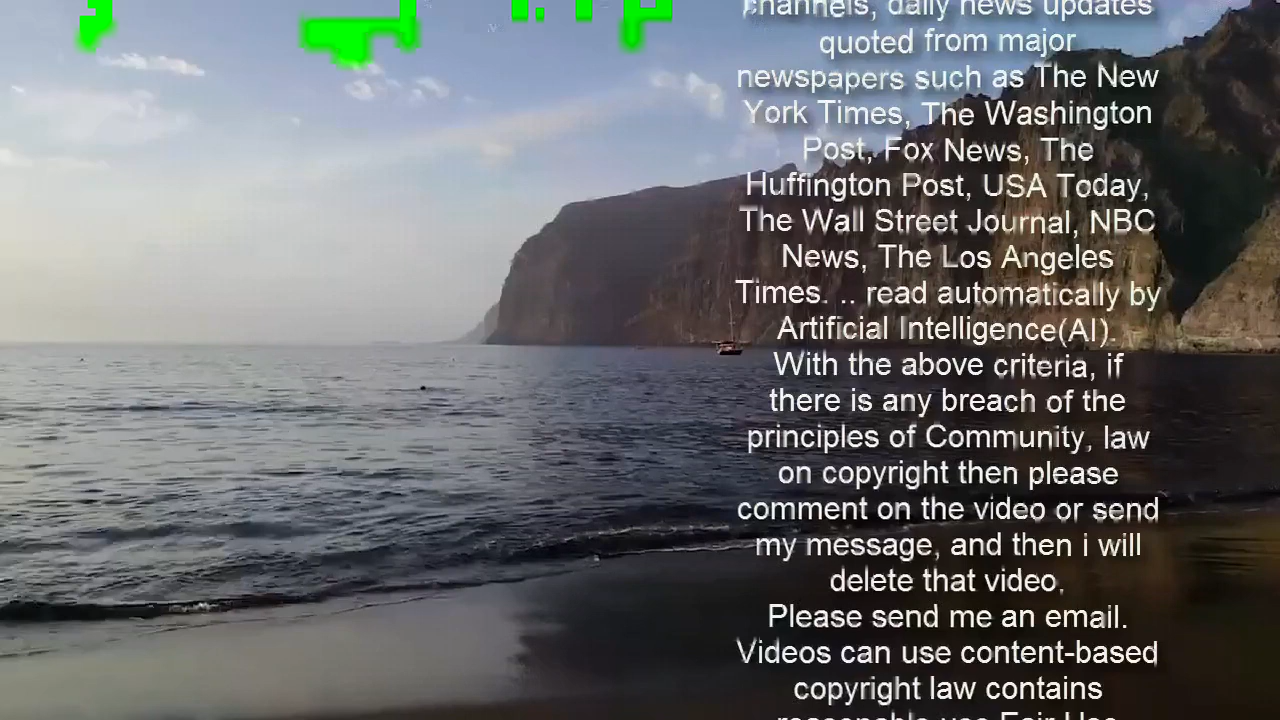 channels, daily news updates
quoted from major
newspapers such as The New
York Times, The Washington
Post, Fox News, The
Huffington Post, USA Today,
The Wall Street Journal, NBC
News, The Los Angeles
Times. .. read automatically by
Artificial Intelligence(AI).
With the above criteria, if
there is any breach of the
principles of Community, law
on copyright then please
comment on the video or send
my message, and then i will
delete that video.
Please send me an email.
Videos can use content-based
copyright law contains
reasonable use Fair Use